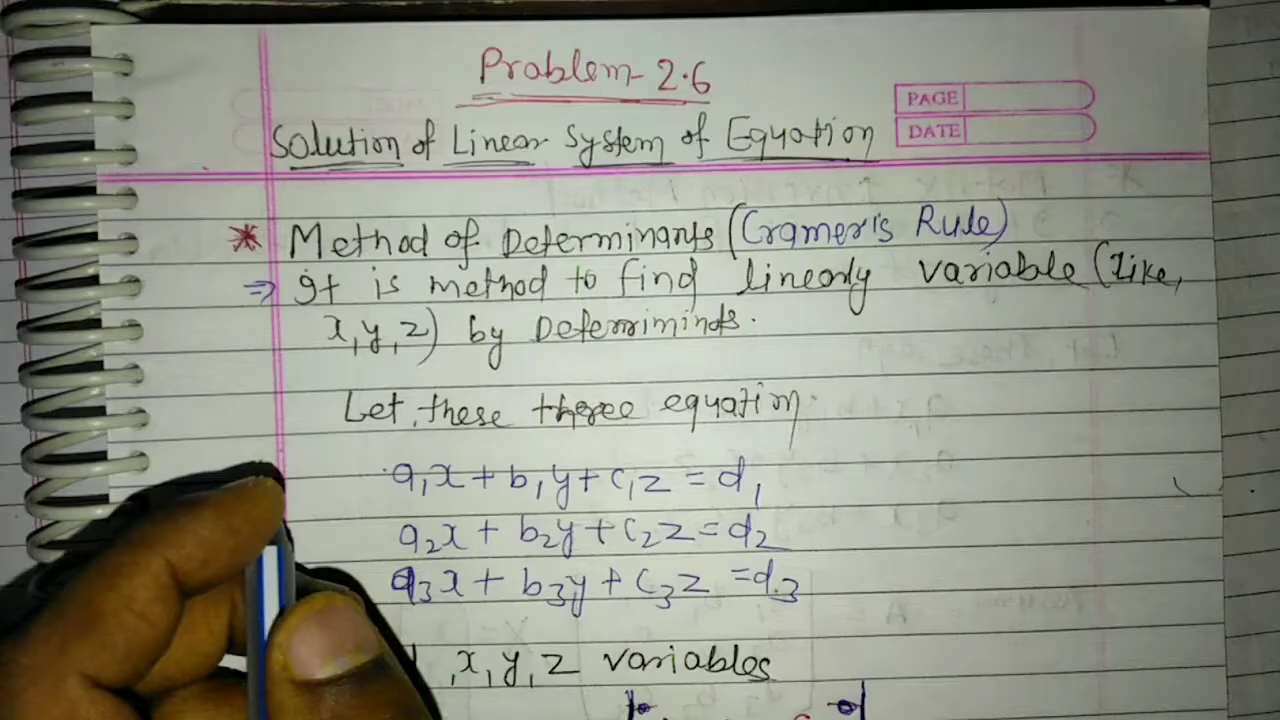 Problem-2.6
PAGE
DATE
Solution of Linear System of Equation
* Method of Determinants (Cramer's Rule)
⇒ It is method to find linearly variable (Like,
x, y, z) by Deferriminds.
Let, these three equation.
a₁x + b₁y + c₁z = d₁
a₂x + b₂y + c₂z = d₂
a₃x + b₃y + c₃z = d₃
, x, y, z variables